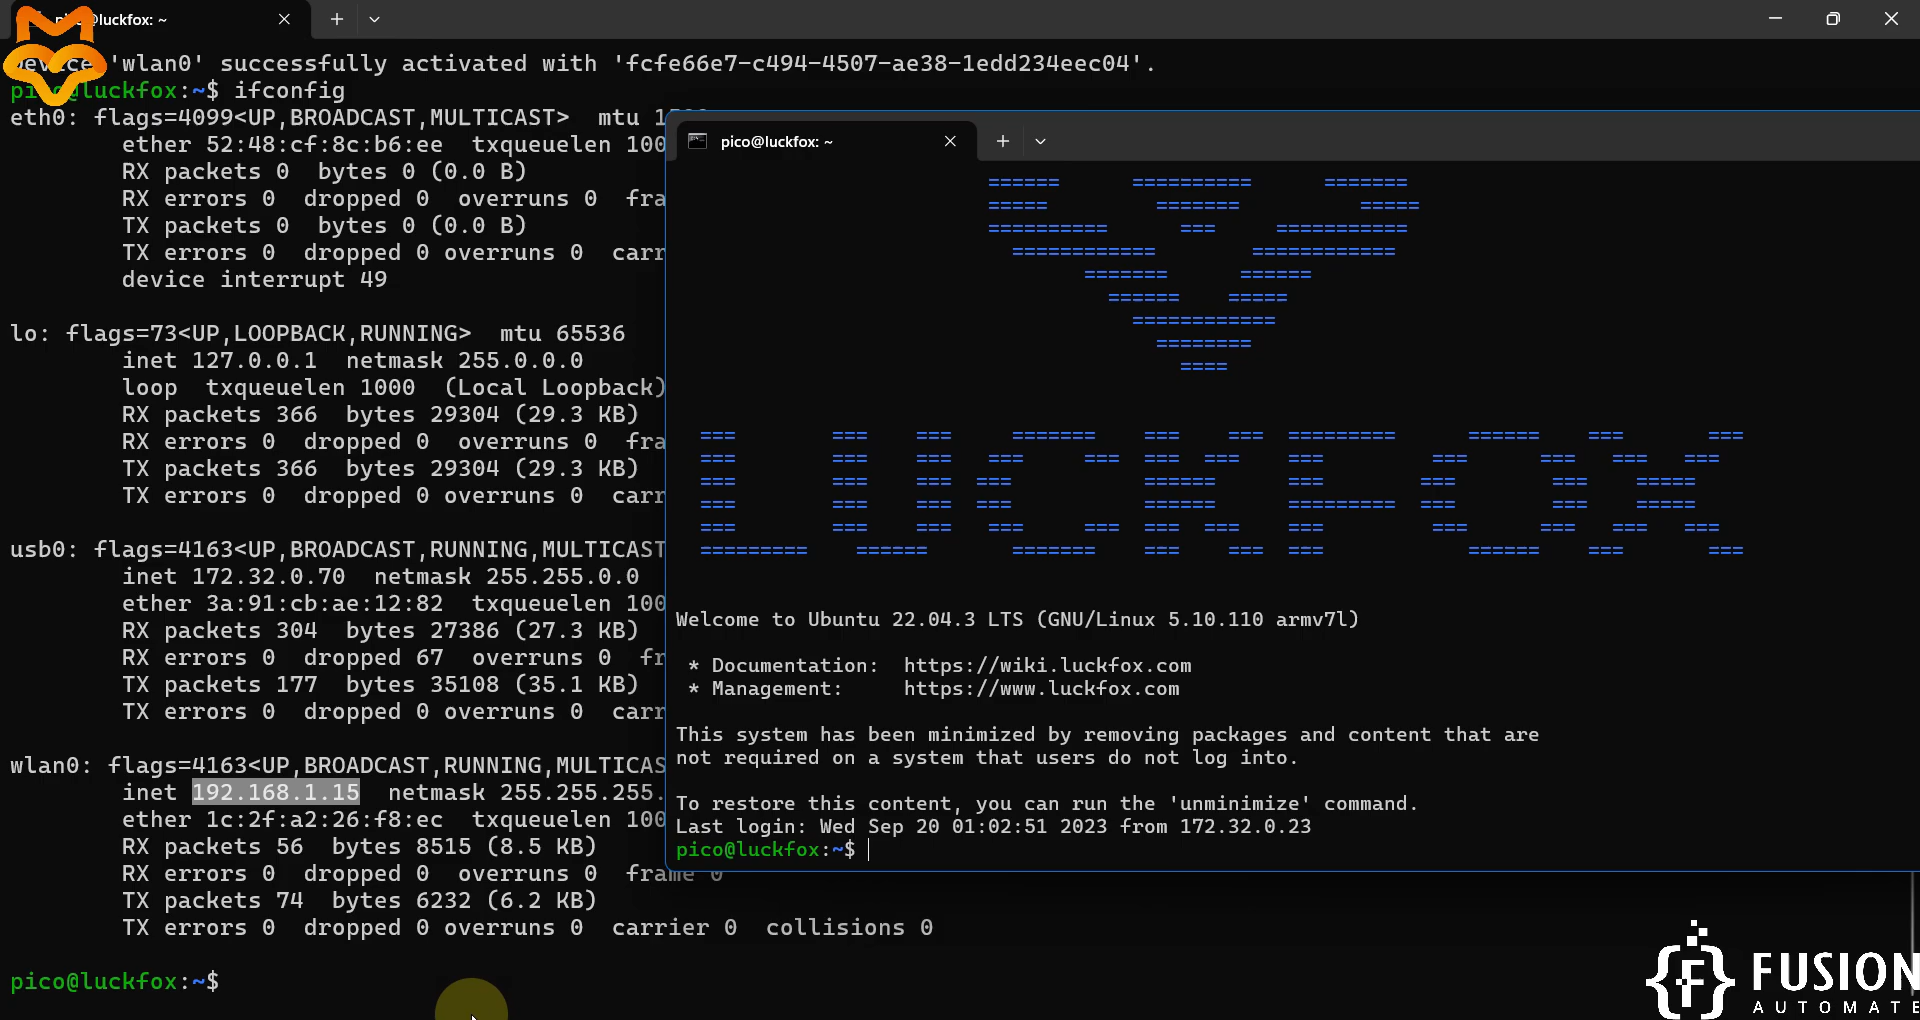 pico@luckfox: ~
Device 'wlan0' successfully activated with 'fcfe66e7-c494-4507-ae38-1edd234eec04'.
pico@luckfox:~$ ifconfig
eth0: flags=4099<UP,BROADCAST,MULTICAST>  mtu 1500
ether 52:48:cf:8c:b6:ee  txqueuelen 100
RX packets 0  bytes 0 (0.0 B)
RX errors 0  dropped 0  overruns 0  fra
TX packets 0  bytes 0 (0.0 B)
TX errors 0  dropped 0 overruns 0  carr
device interrupt 49
lo: flags=73<UP,LOOPBACK,RUNNING>  mtu 65536
inet 127.0.0.1  netmask 255.0.0.0
loop  txqueuelen 1000  (Local Loopback)
RX packets 366  bytes 29304 (29.3 KB)
RX errors 0  dropped 0  overruns 0  fra
TX packets 366  bytes 29304 (29.3 KB)
TX errors 0  dropped 0 overruns 0  carr
usb0: flags=4163<UP,BROADCAST,RUNNING,MULTICAST
inet 172.32.0.70  netmask 255.255.0.0
ether 3a:91:cb:ae:12:82  txqueuelen 100
RX packets 304  bytes 27386 (27.3 KB)
RX errors 0  dropped 67  overruns 0  fr
TX packets 177  bytes 35108 (35.1 KB)
TX errors 0  dropped 0 overruns 0  carr
wlan0: flags=4163<UP,BROADCAST,RUNNING,MULTICAS
inet 192.168.1.15  netmask 255.255.255.
ether 1c:2f:a2:26:f8:ec  txqueuelen 100
RX packets 56  bytes 8515 (8.5 KB)
RX errors 0  dropped 0  overruns 0  frame 0
TX packets 74  bytes 6232 (6.2 KB)
TX errors 0  dropped 0 overruns 0  carrier 0  collisions 0
pico@luckfox:~$
pico@luckfox: ~
LUCKFOX
Welcome to Ubuntu 22.04.3 LTS (GNU/Linux 5.10.110 armv7l)
* Documentation:  https://wiki.luckfox.com
* Management:     https://www.luckfox.com
This system has been minimized by removing packages and content that are
not required on a system that users do not log into.
To restore this content, you can run the 'unminimize' command.
Last login: Wed Sep 20 01:02:51 2023 from 172.32.0.23
pico@luckfox:~$
FUSION
AUTOMATE